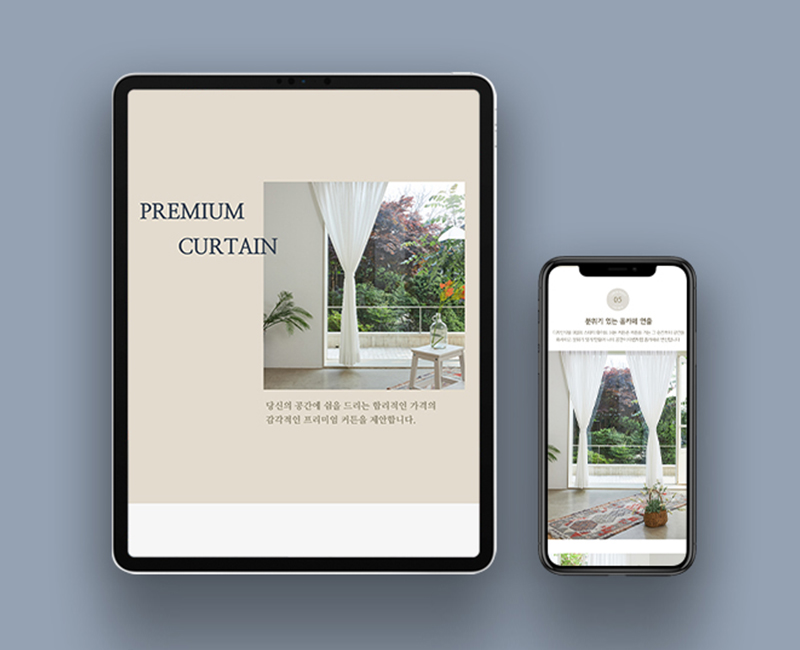 PREMIUM
CURTAIN
당신의 공간에 쉼을 드리는 합리적인 가격의
감각적인 프리미엄 커튼을 제안합니다.
05
분위기 있는 홈카페 연출